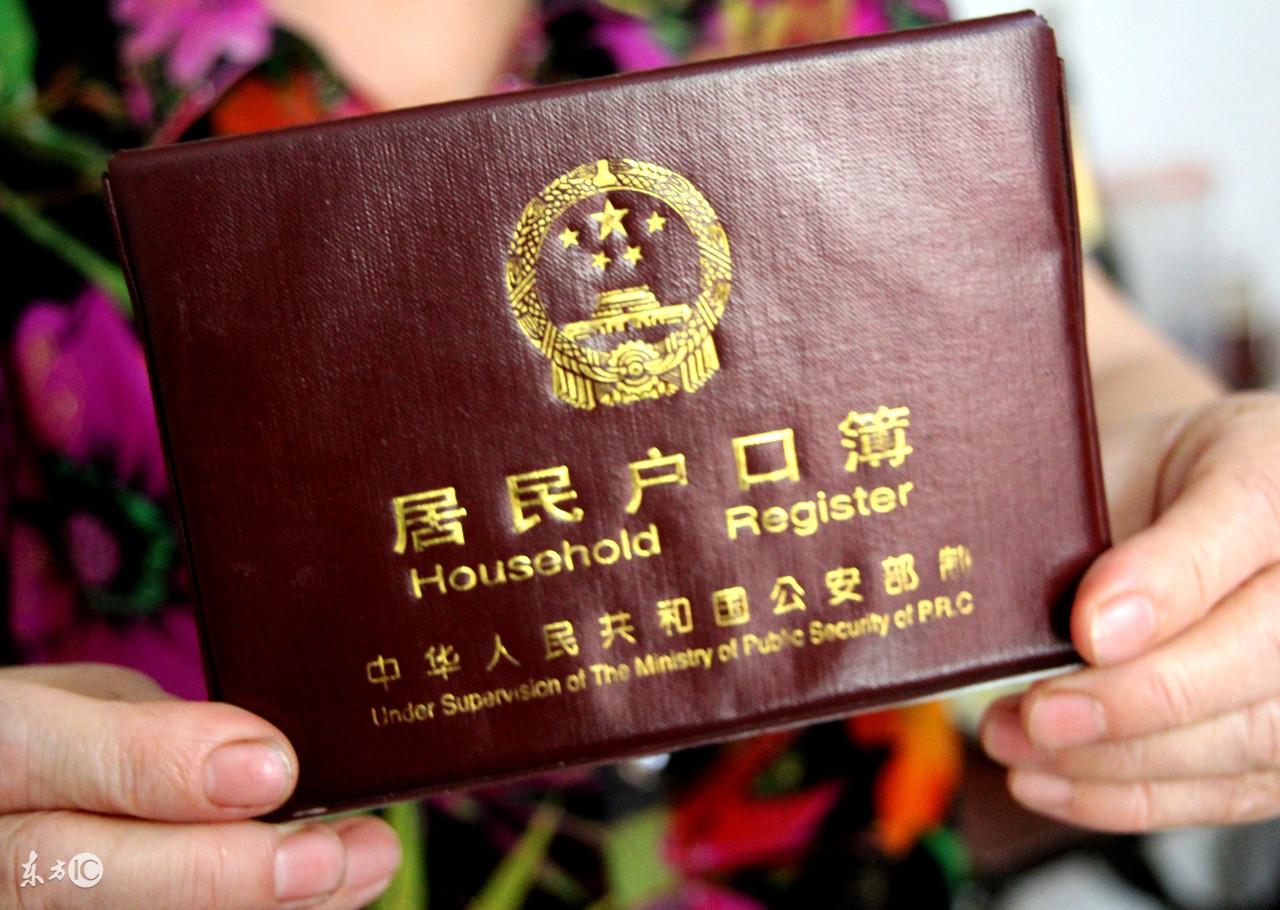 居民户口簿
Household Register
中华人民共和国公安部制
Under Supervision of The Ministry of Public Security of P.R.C
东方IC